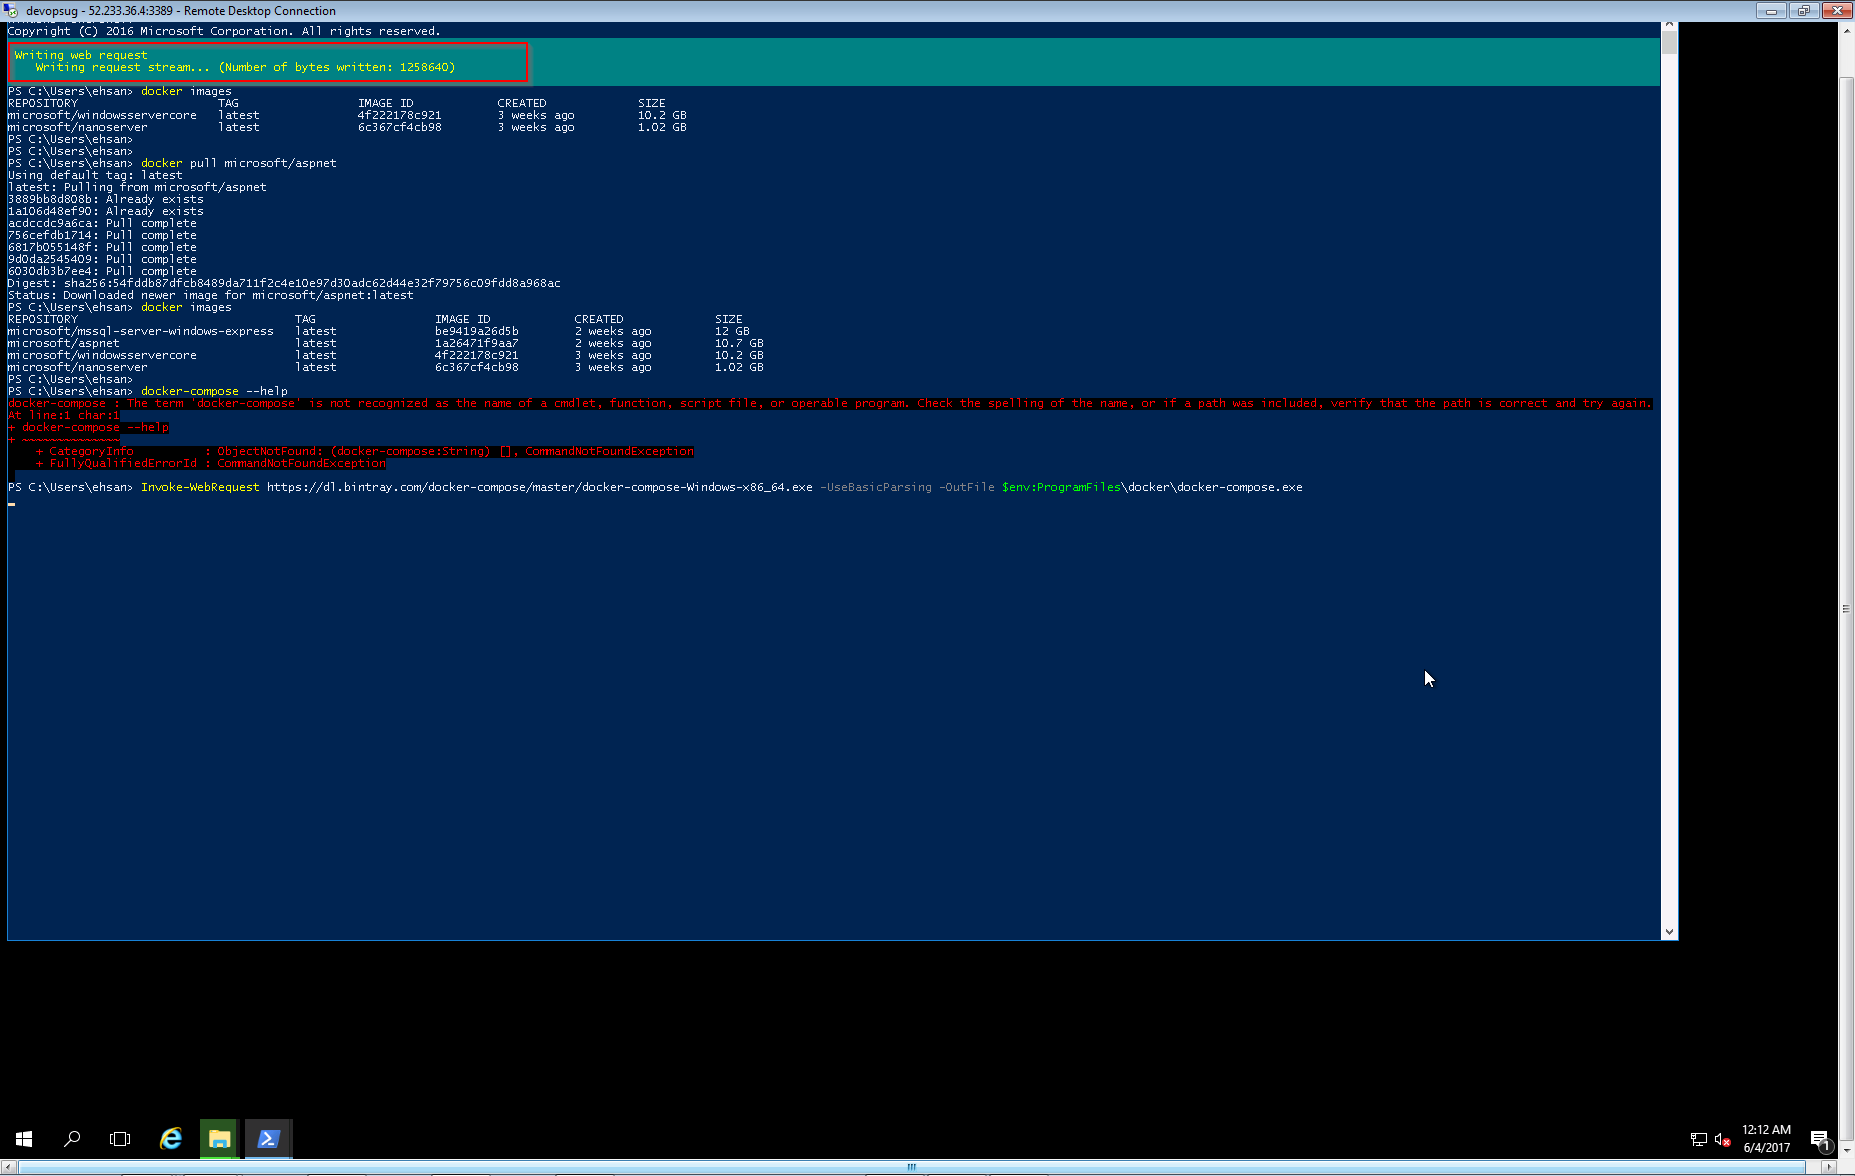 devopsug - 52.233.36.4:3389 - Remote Desktop Connection
Copyright (C) 2016 Microsoft Corporation. All rights reserved.
Writing web request
Writing request stream... (Number of bytes written: 1258640)
PS C:\Users\ehsan> docker images
REPOSITORY TAG IMAGE ID CREATED SIZE
microsoft/windowsservercore latest 4f222178c921 3 weeks ago 10.2 GB
microsoft/nanoserver latest 6c367cf4cb98 3 weeks ago 1.02 GB
PS C:\Users\ehsan>
PS C:\Users\ehsan>
PS C:\Users\ehsan> docker pull microsoft/aspnet
Using default tag: latest
latest: Pulling from microsoft/aspnet
3889bb8d808b: Already exists
1a106d48ef90: Already exists
acdccdc9a6ca: Pull complete
756cefdb1714: Pull complete
6817b055148f: Pull complete
9d0da2545409: Pull complete
6030db3b7ee4: Pull complete
Digest: sha256:54fddb87dfcb8489da711f2c4e10e97d30adc62d44e32f79756c09fdd8a968ac
Status: Downloaded newer image for microsoft/aspnet:latest
PS C:\Users\ehsan> docker images
REPOSITORY TAG IMAGE ID CREATED SIZE
microsoft/mssql-server-windows-express latest be9419a26d5b 2 weeks ago 12 GB
microsoft/aspnet latest 1a26471f9aa7 2 weeks ago 10.7 GB
microsoft/windowsservercore latest 4f222178c921 3 weeks ago 10.2 GB
microsoft/nanoserver latest 6c367cf4cb98 3 weeks ago 1.02 GB
PS C:\Users\ehsan>
PS C:\Users\ehsan> docker-compose --help
docker-compose : The term 'docker-compose' is not recognized as the name of a cmdlet, function, script file, or operable program. Check the spelling of the name, or if a path was included, verify that the path is correct and try again.
At line:1 char:1
+ docker-compose --help
+ ~~~~~~~~~~~~~~
+ CategoryInfo : ObjectNotFound: (docker-compose:String) [], CommandNotFoundException
+ FullyQualifiedErrorId : CommandNotFoundException
PS C:\Users\ehsan> Invoke-WebRequest https://dl.bintray.com/docker-compose/master/docker-compose-Windows-x86_64.exe -UseBasicParsing -OutFile $env:ProgramFiles\docker\docker-compose.exe
12:12 AM
6/4/2017
1